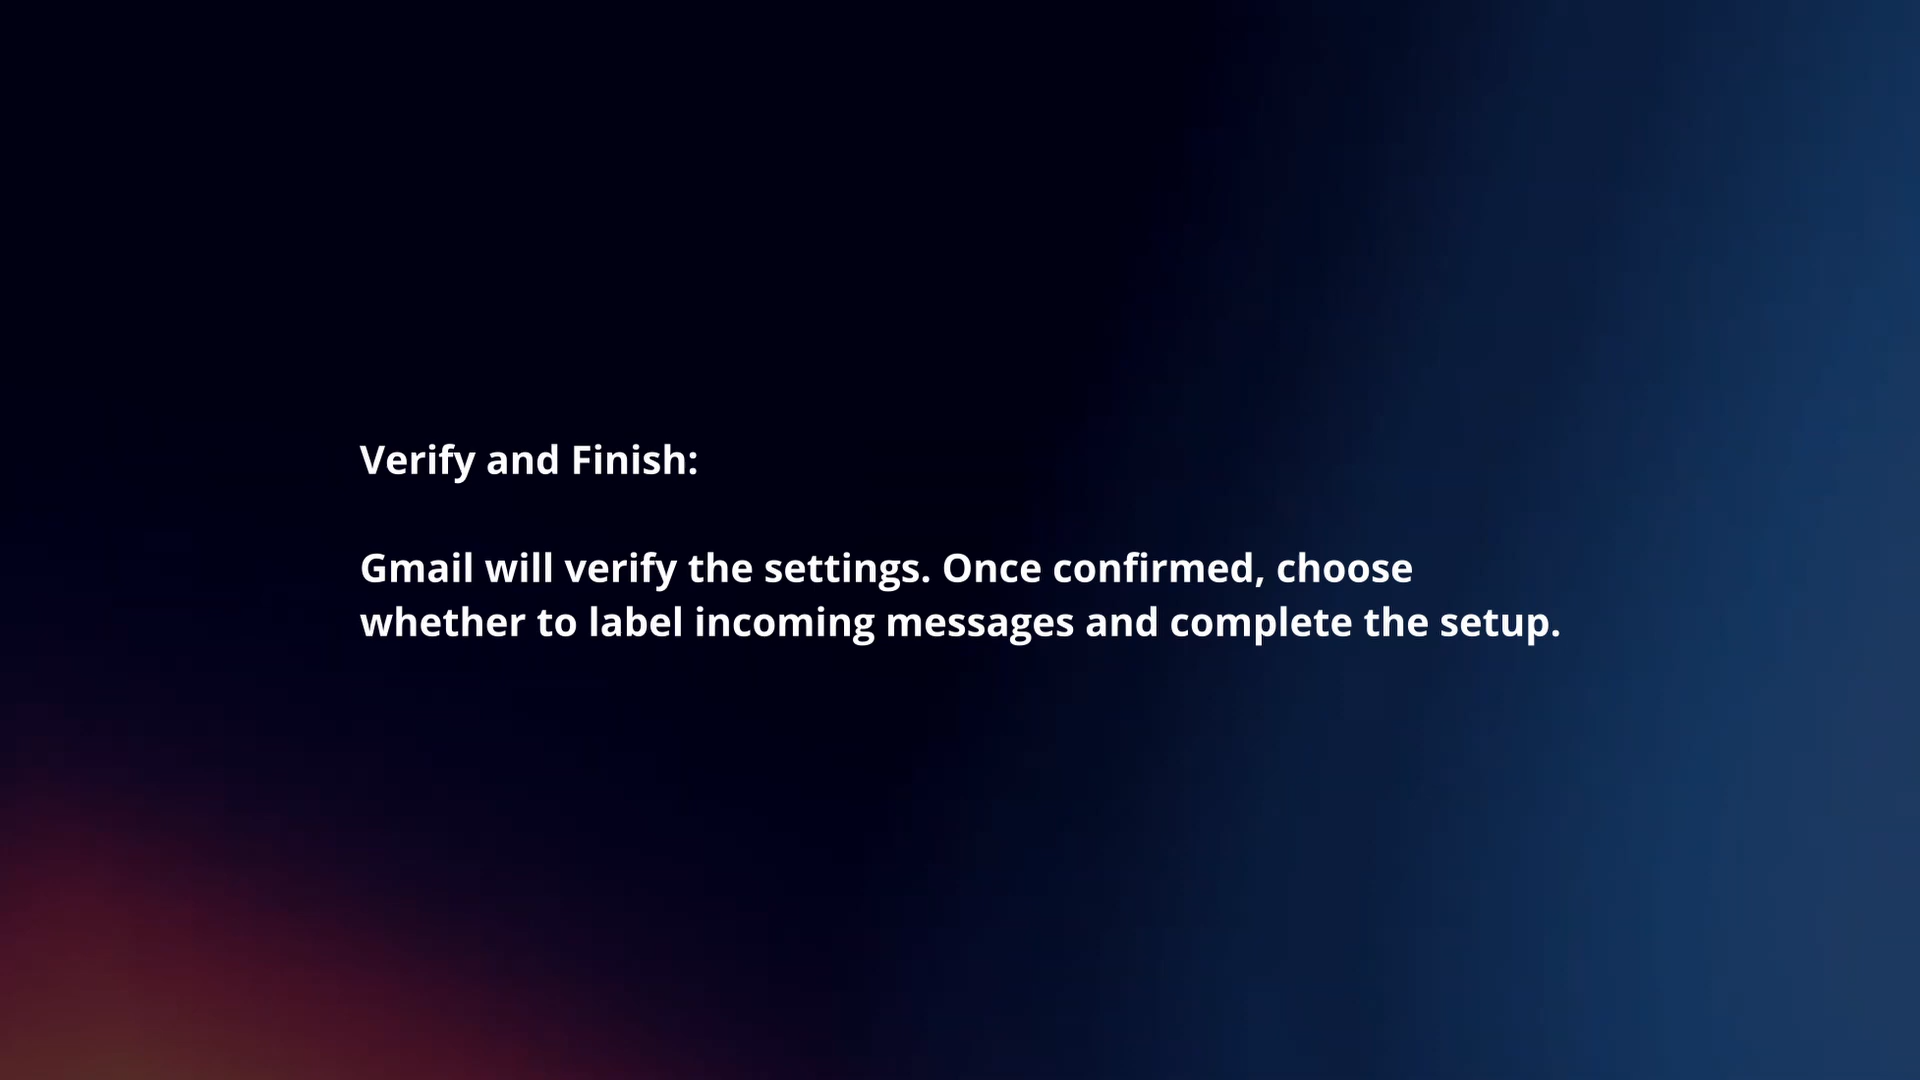 Verify and Finish:
Gmail will verify the settings. Once confirmed, choose
whether to label incoming messages and complete the setup.